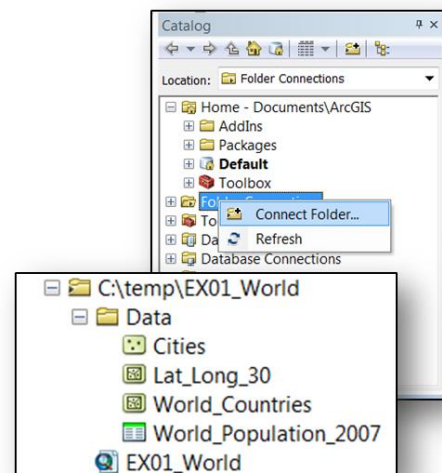 Catalog
Location: Folder Connections
Home - Documents\ArcGIS
AddIns
Packages
Default
Toolbox
Connect Folder...
Refresh
Database Connections
C:\temp\EX01_World
Data
Cities
Lat_Long_30
World_Countries
World_Population_2007
EX01_World